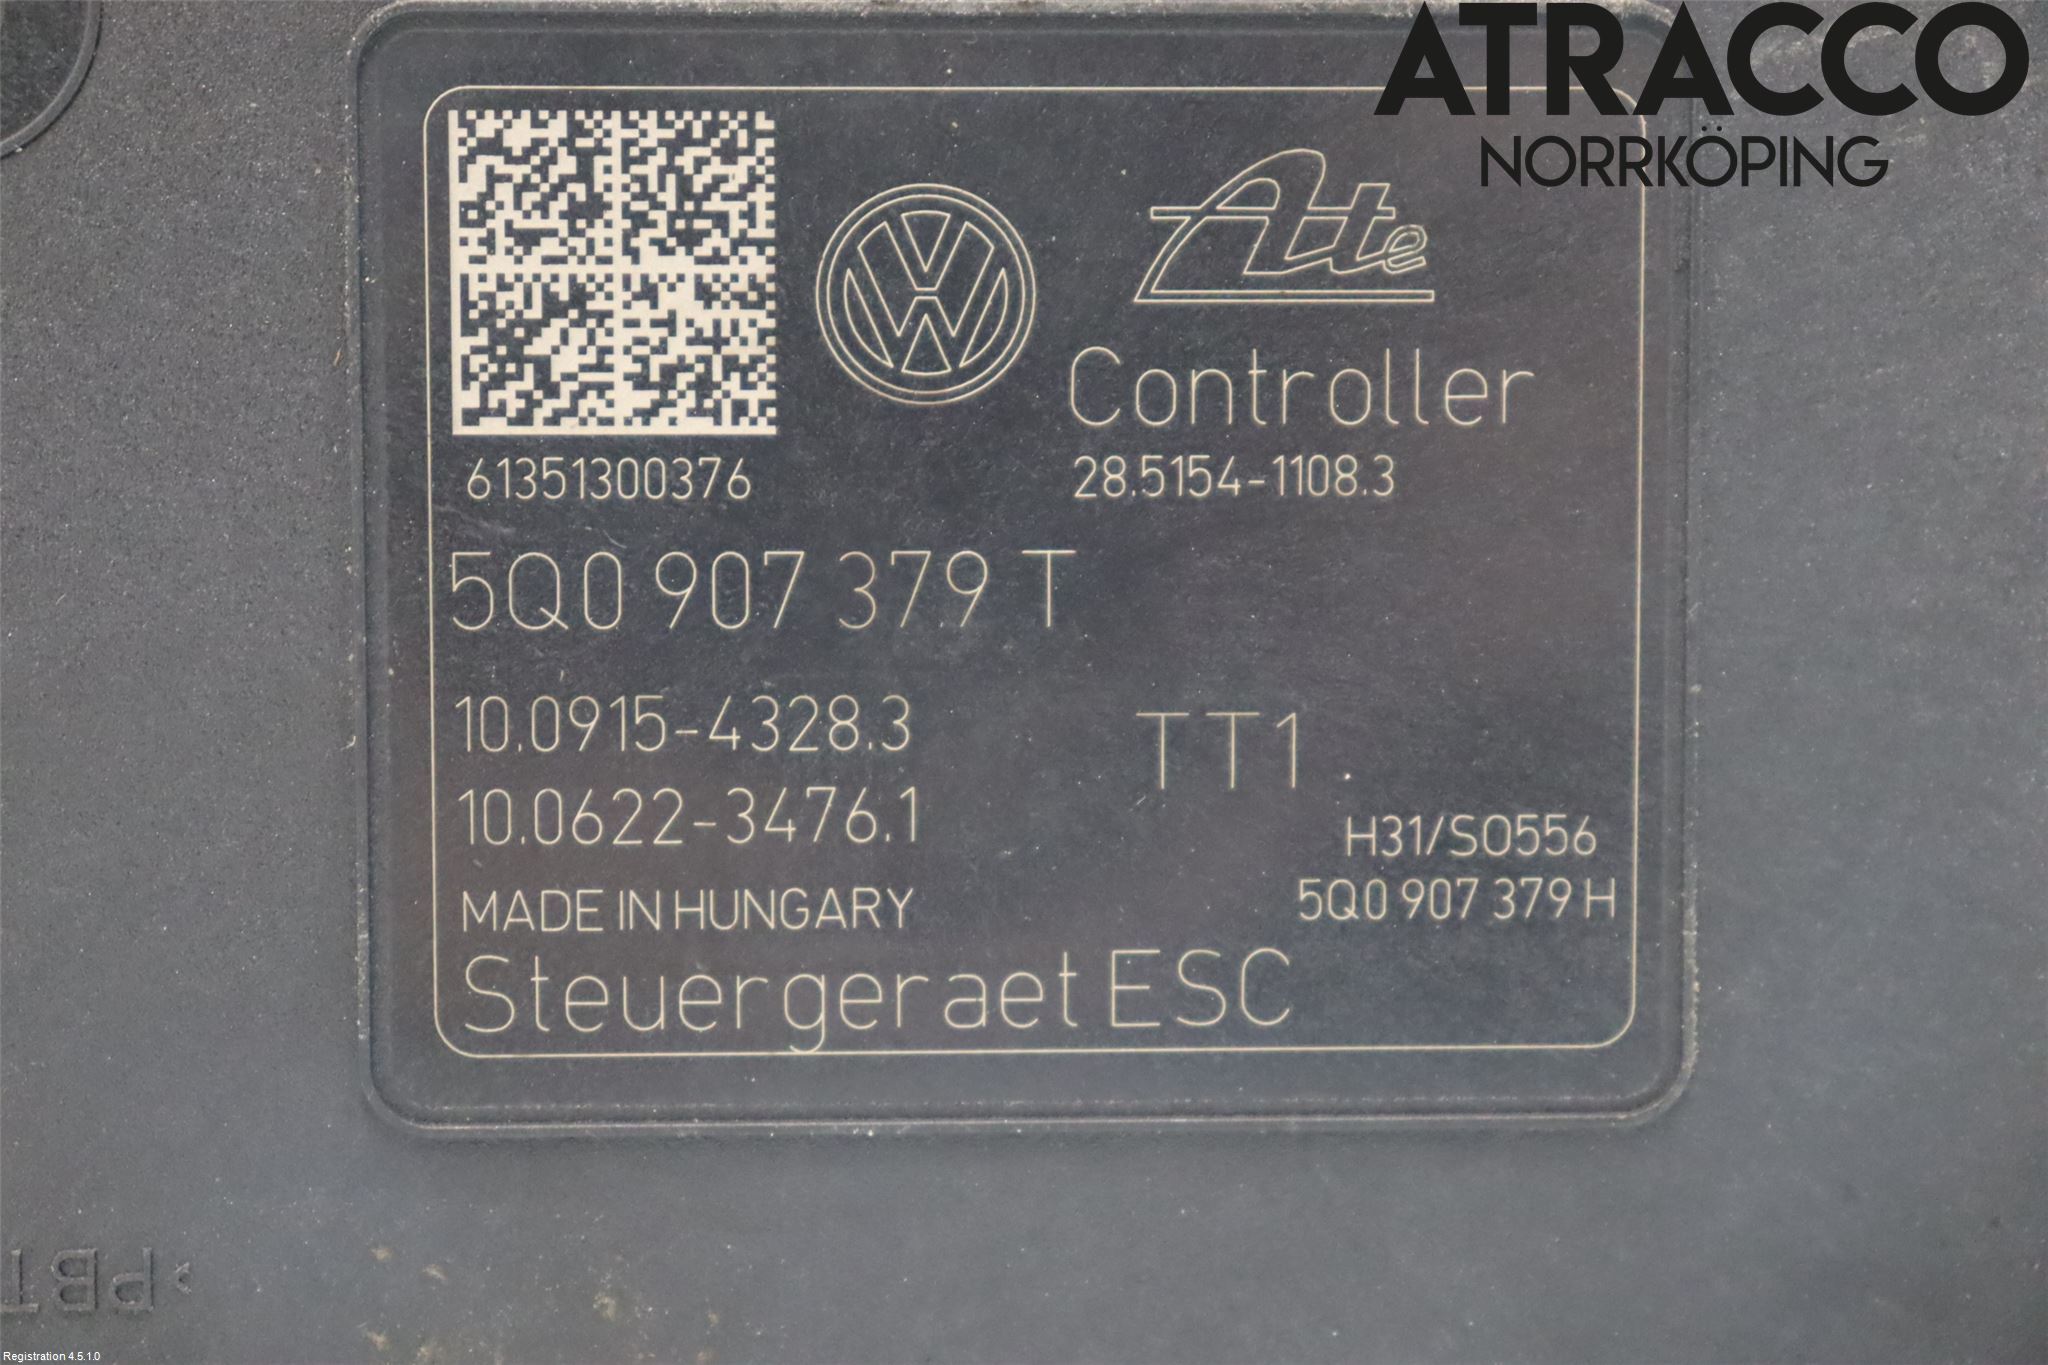 ATRACCO
NORRKÖPING
Ate
Controller
61351300376
28.5154-1108.3
5Q0 907 379 T
10.0915-4328.3
TT1
10.0622-3476.1
H31/S0556
MADE IN HUNGARY
5Q0 907 379 H
Steuergeraet ESC
PBT
Registration 4.5.1.0